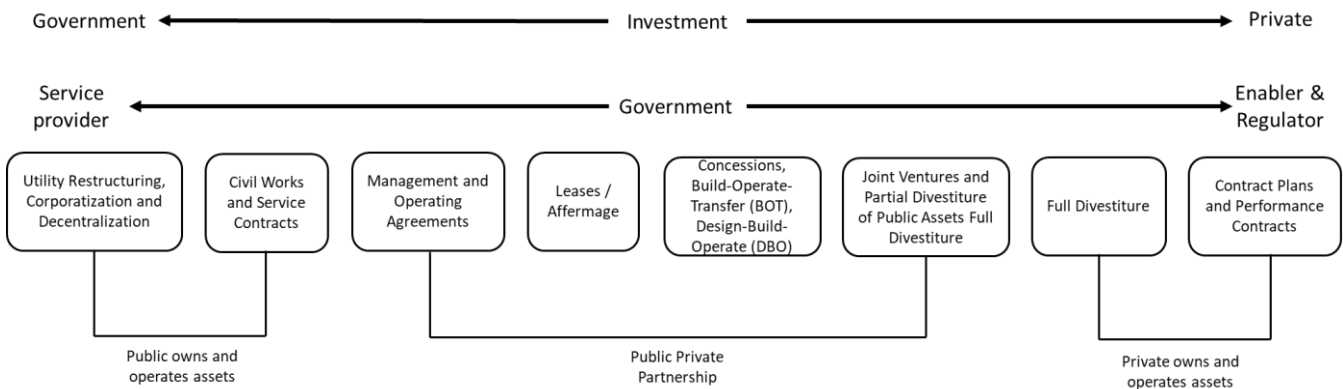 Government
Investment
Private
Service
provider
Government
Enabler &
Regulator
Utility Restructuring,
Corporatization and
Decentralization
Civil Works
and Service
Contracts
Management and
Operating
Agreements
Leases /
Affermage
Concessions,
Build-Operate-
Transfer (BOT),
Design-Build-
Operate (DBO)
Joint Ventures and
Partial Divestiture
of Public Assets Full
Divestiture
Full Divestiture
Contract Plans
and Performance
Contracts
Public owns and
operates assets
Public Private
Partnership
Private owns and
operates assets